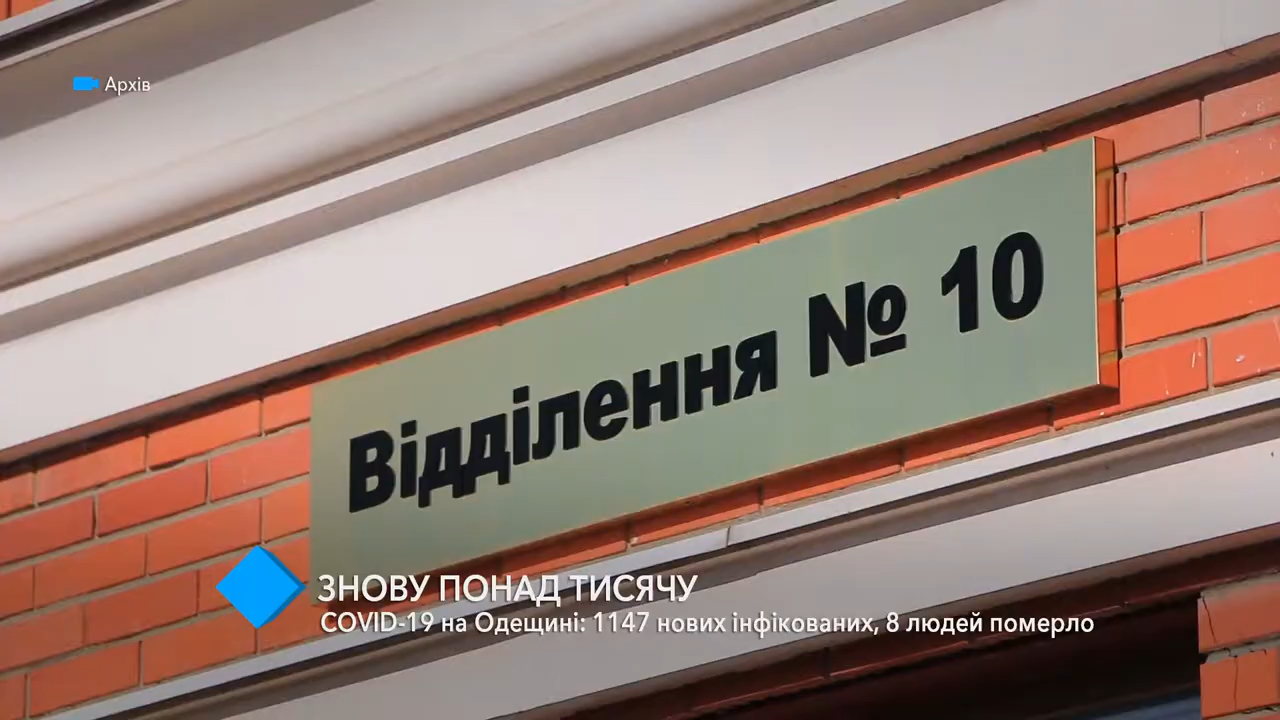 Архів
Відділення № 10
ЗНОВУ ПОНАД ТИСЯЧУ
COVID-19 на Одещині: 1147 нових інфікованих, 8 людей померло